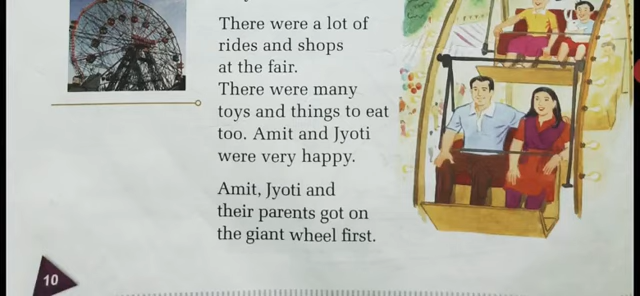 There were a lot of
rides and shops
at the fair.
There were many
toys and things to eat
too. Amit and Jyoti
were very happy.
Amit, Jyoti and
their parents got on
the giant wheel first.
10